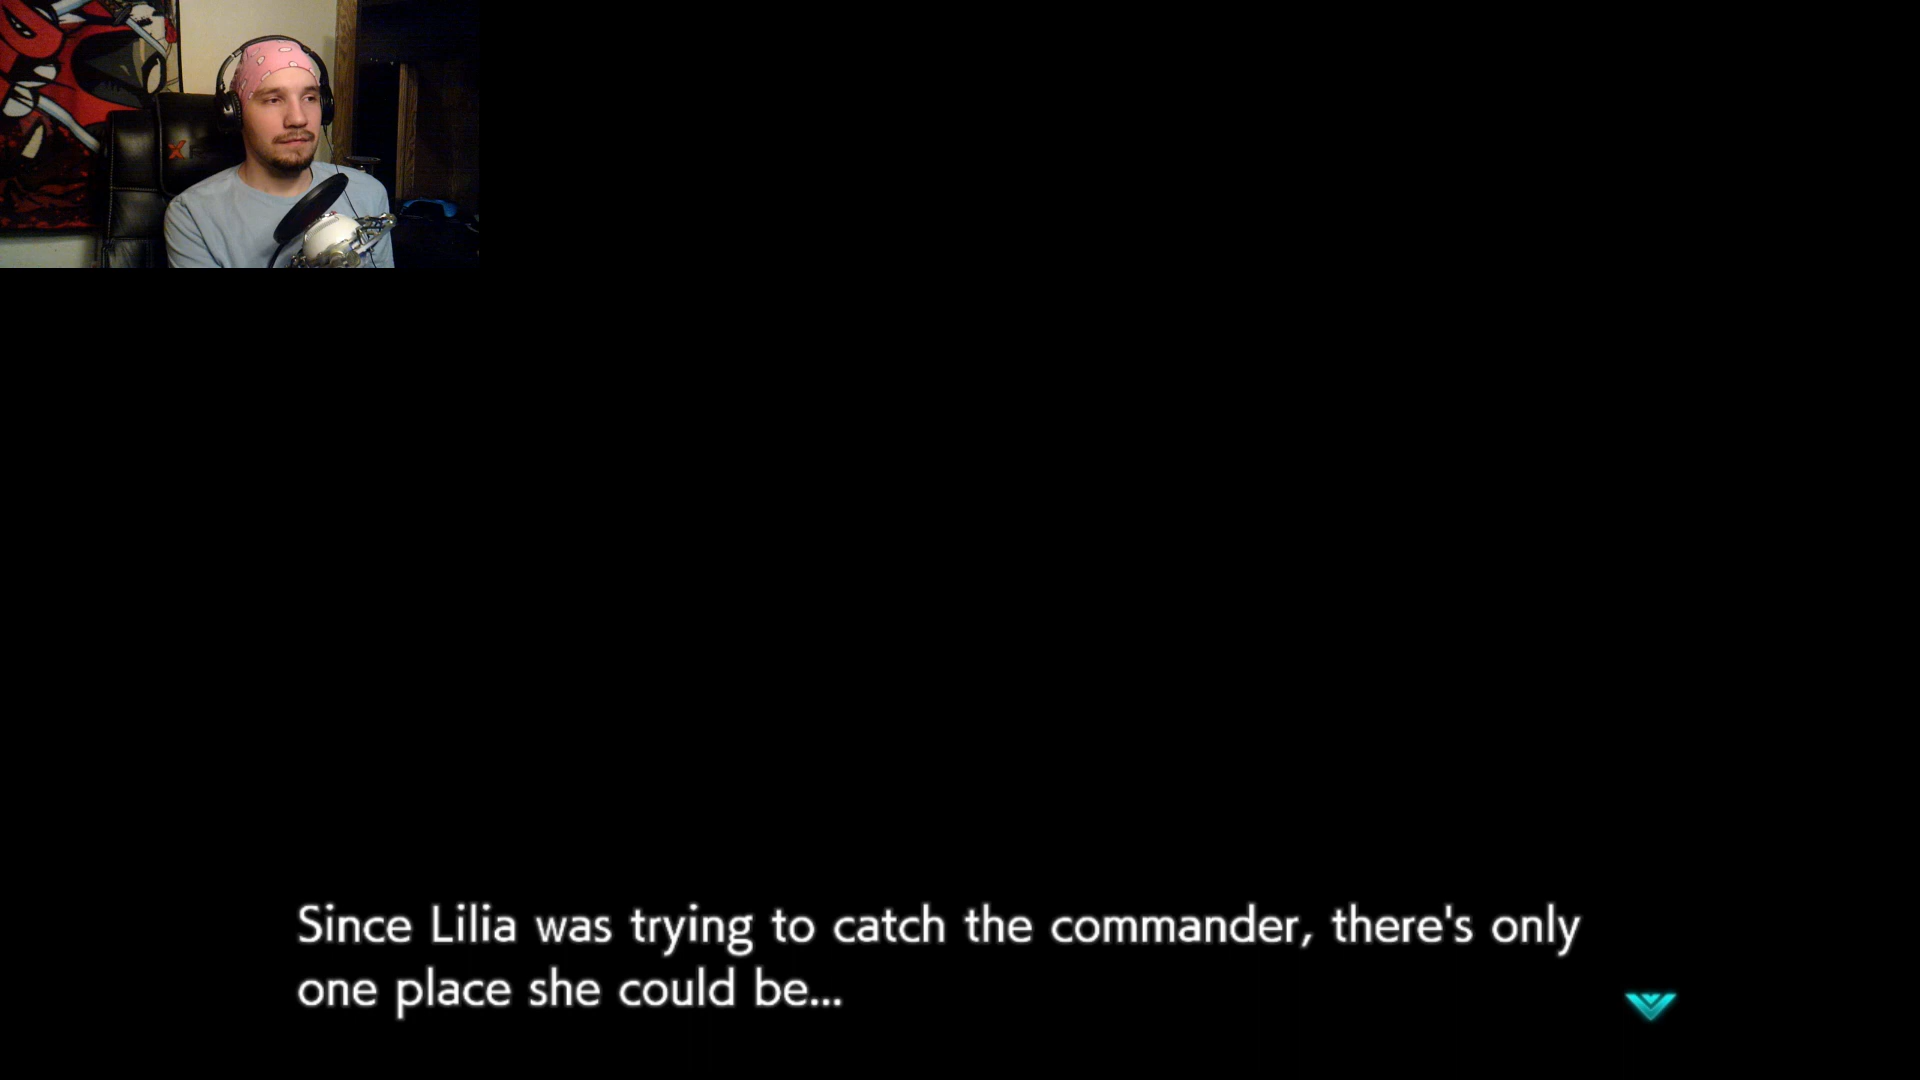 Since Lilia was trying to catch the commander, there's only
one place she could be...